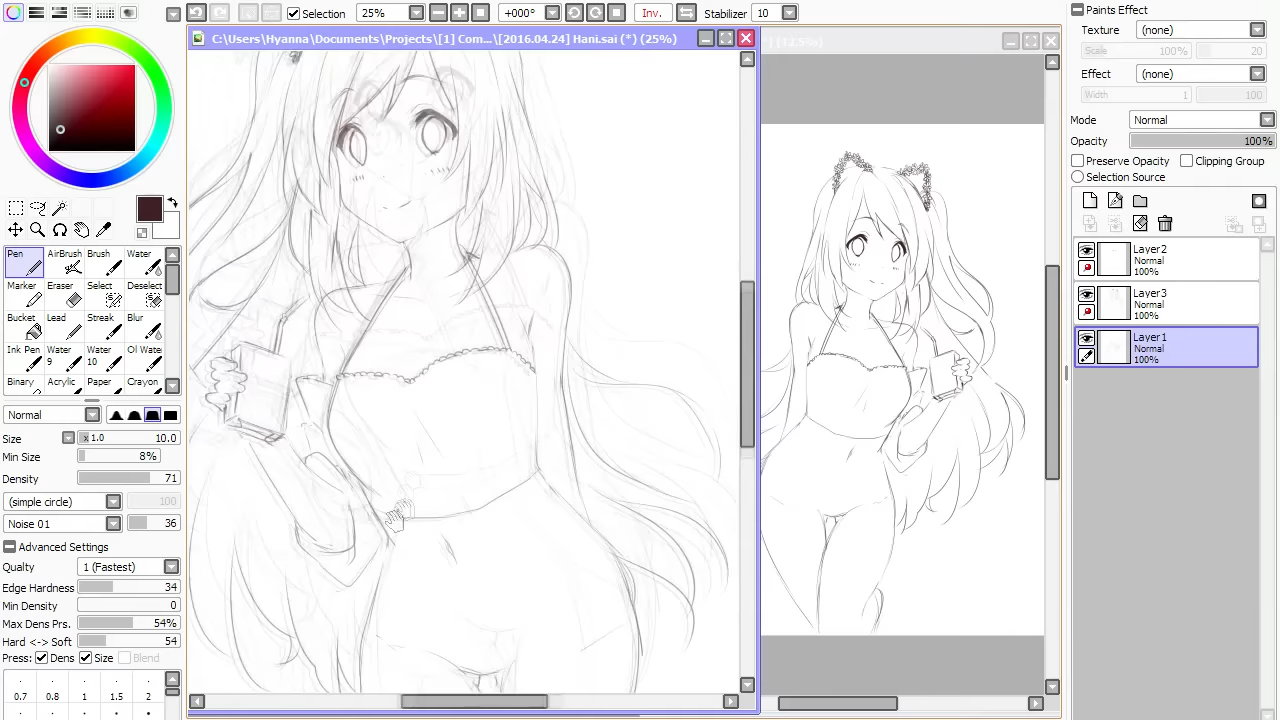 Selection
25%
+000°
Inv.
Stabilizer
10
C:\Users\Hyanna\Documents\Projects\[1] Com...\[2016.04.24] Hani.sai (*) (25%)
Paints Effect
Texture
(none)
Scale
100%
20
Effect
(none)
Width
1
100
Mode
Normal
Opacity
100%
Preserve Opacity
Clipping Group
Selection Source
Layer2
Normal
100%
Layer3
Normal
100%
Layer1
Normal
100%
Pen
AirBrush
Brush
Water
Marker
Eraser
Select
Deselect
Bucket
Lead
Streak
Blur
Ink Pen
Water 9
Water 10
Oil Water
Binary
Acrylic
Paper
Crayon
Normal
Size
x 1.0
10.0
Min Size
8%
Density
71
(simple circle)
100
Noise 01
36
Advanced Settings
Quality
1 (Fastest)
Edge Hardness
34
Min Density
0
Max Dens Prs.
54%
Hard <-> Soft
54
Press:
Dens
Size
Blend
0.7
0.8
1
1.5
2